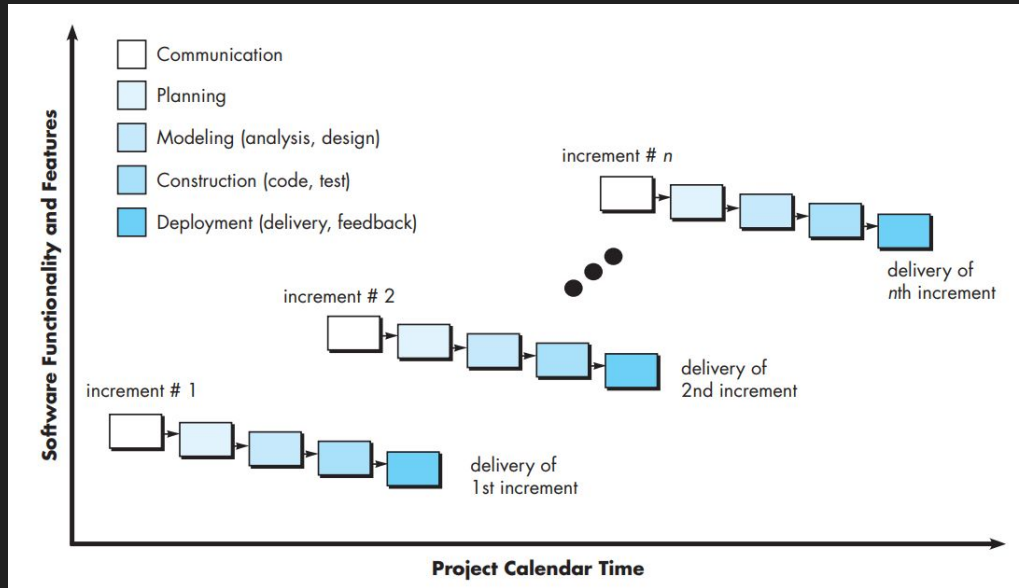 Communication
Planning
Modeling (analysis, design)
Construction (code, test)
Deployment (delivery, feedback)
Software Functionality and Features
increment # n
delivery of
nth increment
increment # 2
delivery of
2nd increment
increment # 1
delivery of
1st increment
Project Calendar Time